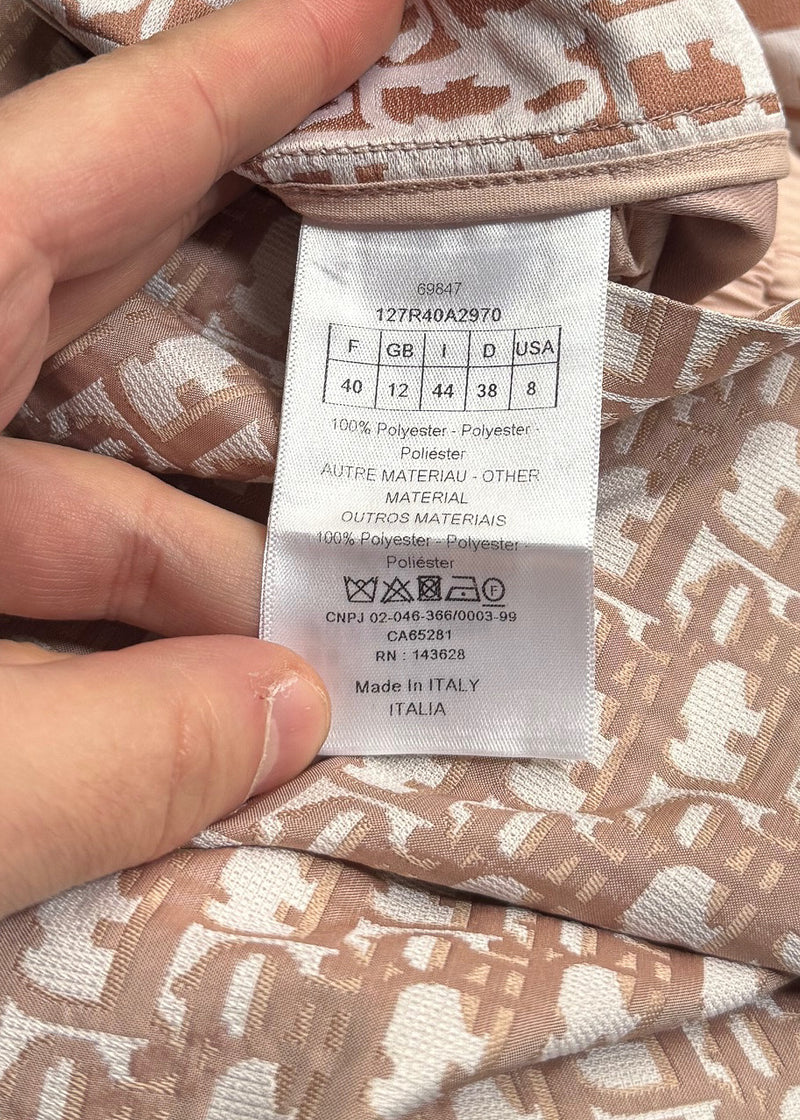 69847
127R40A2970
F GB I D USA
40 12 44 38 8
100% Polyester - Polyester -
Poliéster
AUTRE MATERIAU - OTHER
MATERIAL
OUTROS MATERIAIS
100% Polyester - Polyester -
Poliéster
F
CNPJ 02-046-366/0003-99
CA65281
RN : 143628
Made In ITALY
ITALIA